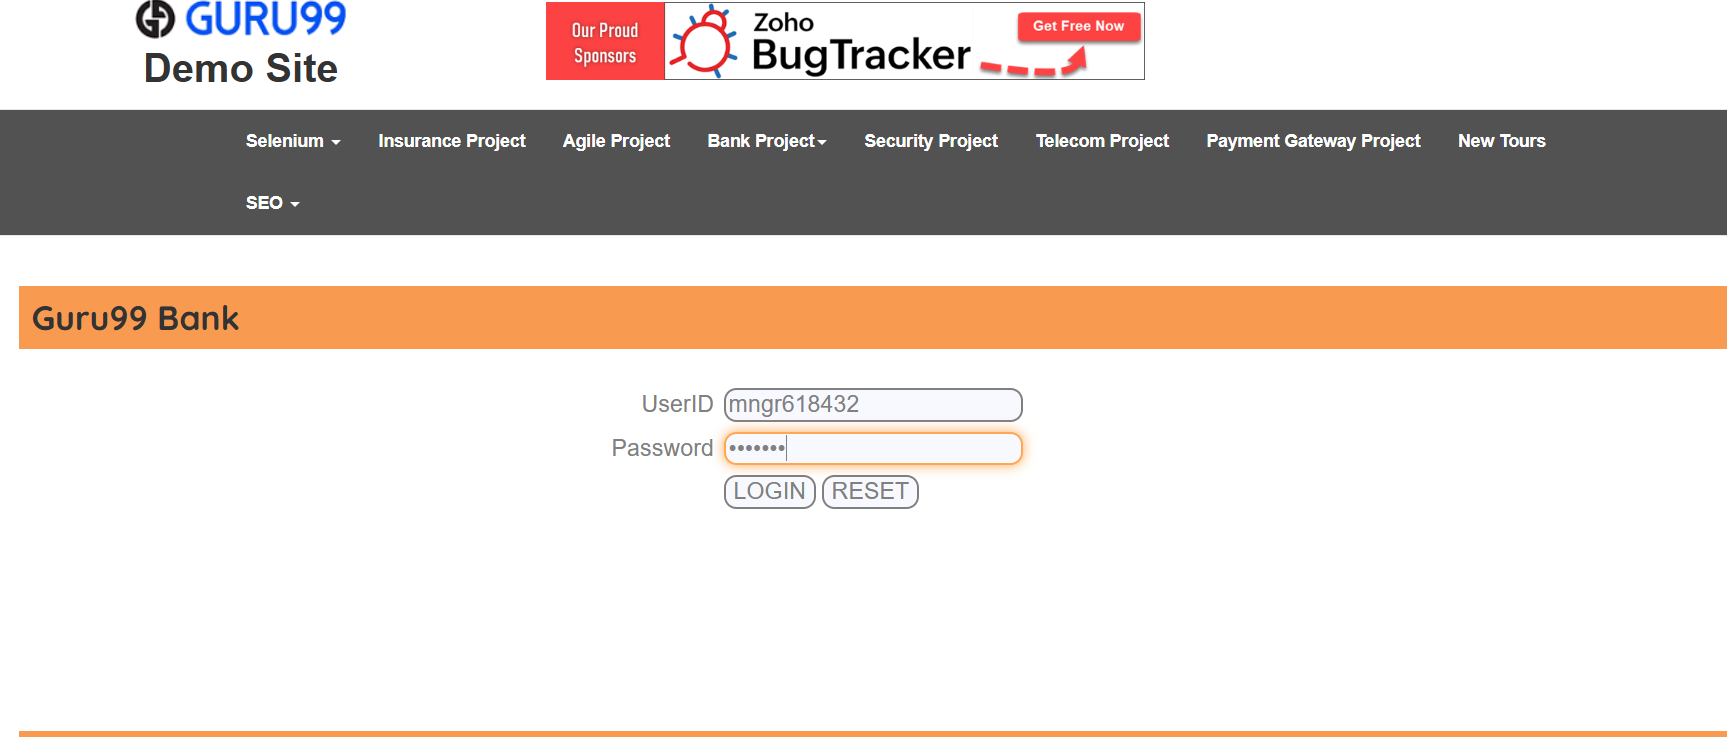 GURU99
Demo Site
Our Proud
Sponsors
Zoho
BugTracker
Get Free Now
Selenium Insurance Project Agile Project Bank Project Security Project Telecom Project Payment Gateway Project New Tours
SEO
Guru99 Bank
UserID mngr618432
Password •••••••
LOGIN RESET